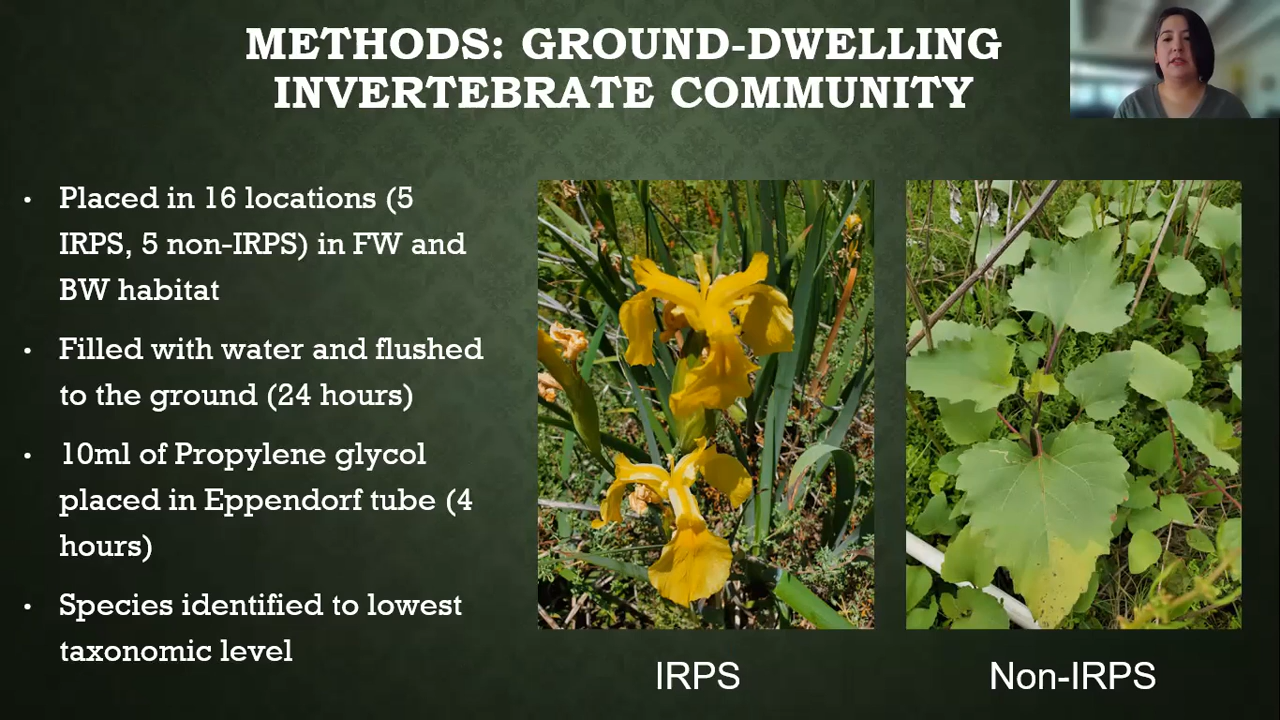 METHODS: GROUND-DWELLING
INVERTEBRATE COMMUNITY
• Placed in 16 locations (5
IRPS, 5 non-IRPS) in FW and
BW habitat
• Filled with water and flushed
to the ground (24 hours)
• 10ml of Propylene glycol
placed in Eppendorf tube (4
hours)
• Species identified to lowest
taxonomic level
IRPS
Non-IRPS